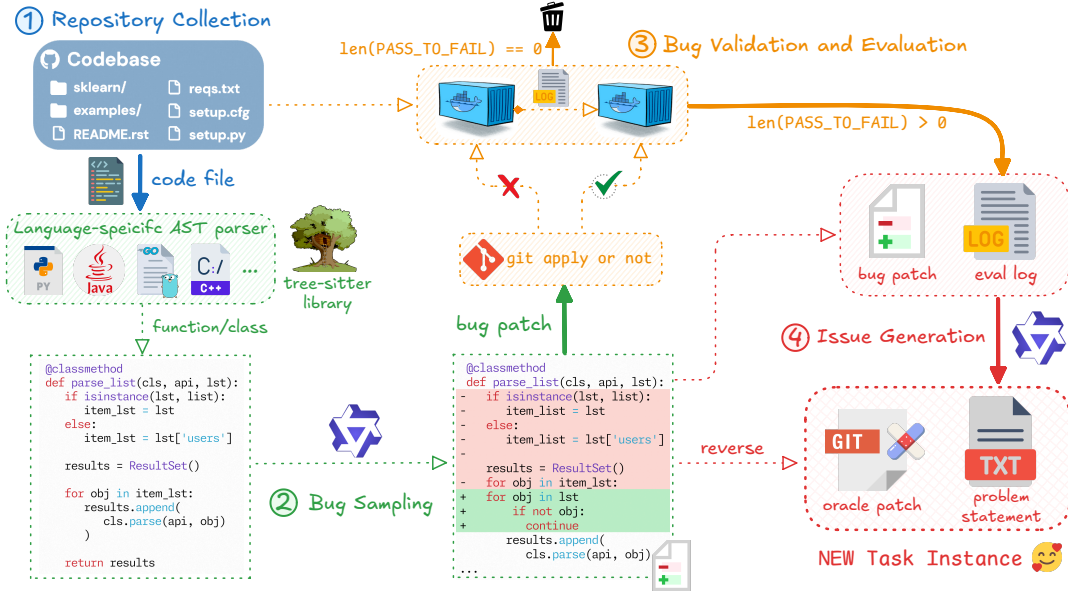 1 Repository Collection
Codebase
sklearn/
examples/
README.rst
reqs.txt
setup.cfg
setup.py
</>
code file
Language-speicifc AST parser
PY
Java
GO
C:/
C++
...
tree-sitter
library
function/class
@classmethod
def parse_list(cls, api, lst):
if isinstance(lst, list):
item_lst = lst
else:
item_lst = lst['users']
results = ResultSet()
for obj in item_lst:
results.append(
cls.parse(api, obj)
)
return results
2 Bug Sampling
@classmethod
def parse_list(cls, api, lst):
- if isinstance(lst, list):
- item_list = lst
- else:
- item_list = lst['users']
-
results = ResultSet()
- for obj in item_lst:
+ for obj in lst
+ if not obj:
+ continue
results.append(
cls.parse(api, obj)
...
bug patch
git apply or not
len(PASS_TO_FAIL) == 0
LOG
3 Bug Validation and Evaluation
len(PASS_TO_FAIL) > 0
bug patch
LOG
eval log
4 Issue Generation
reverse
GIT
oracle patch
TXT
problem
statement
NEW Task Instance